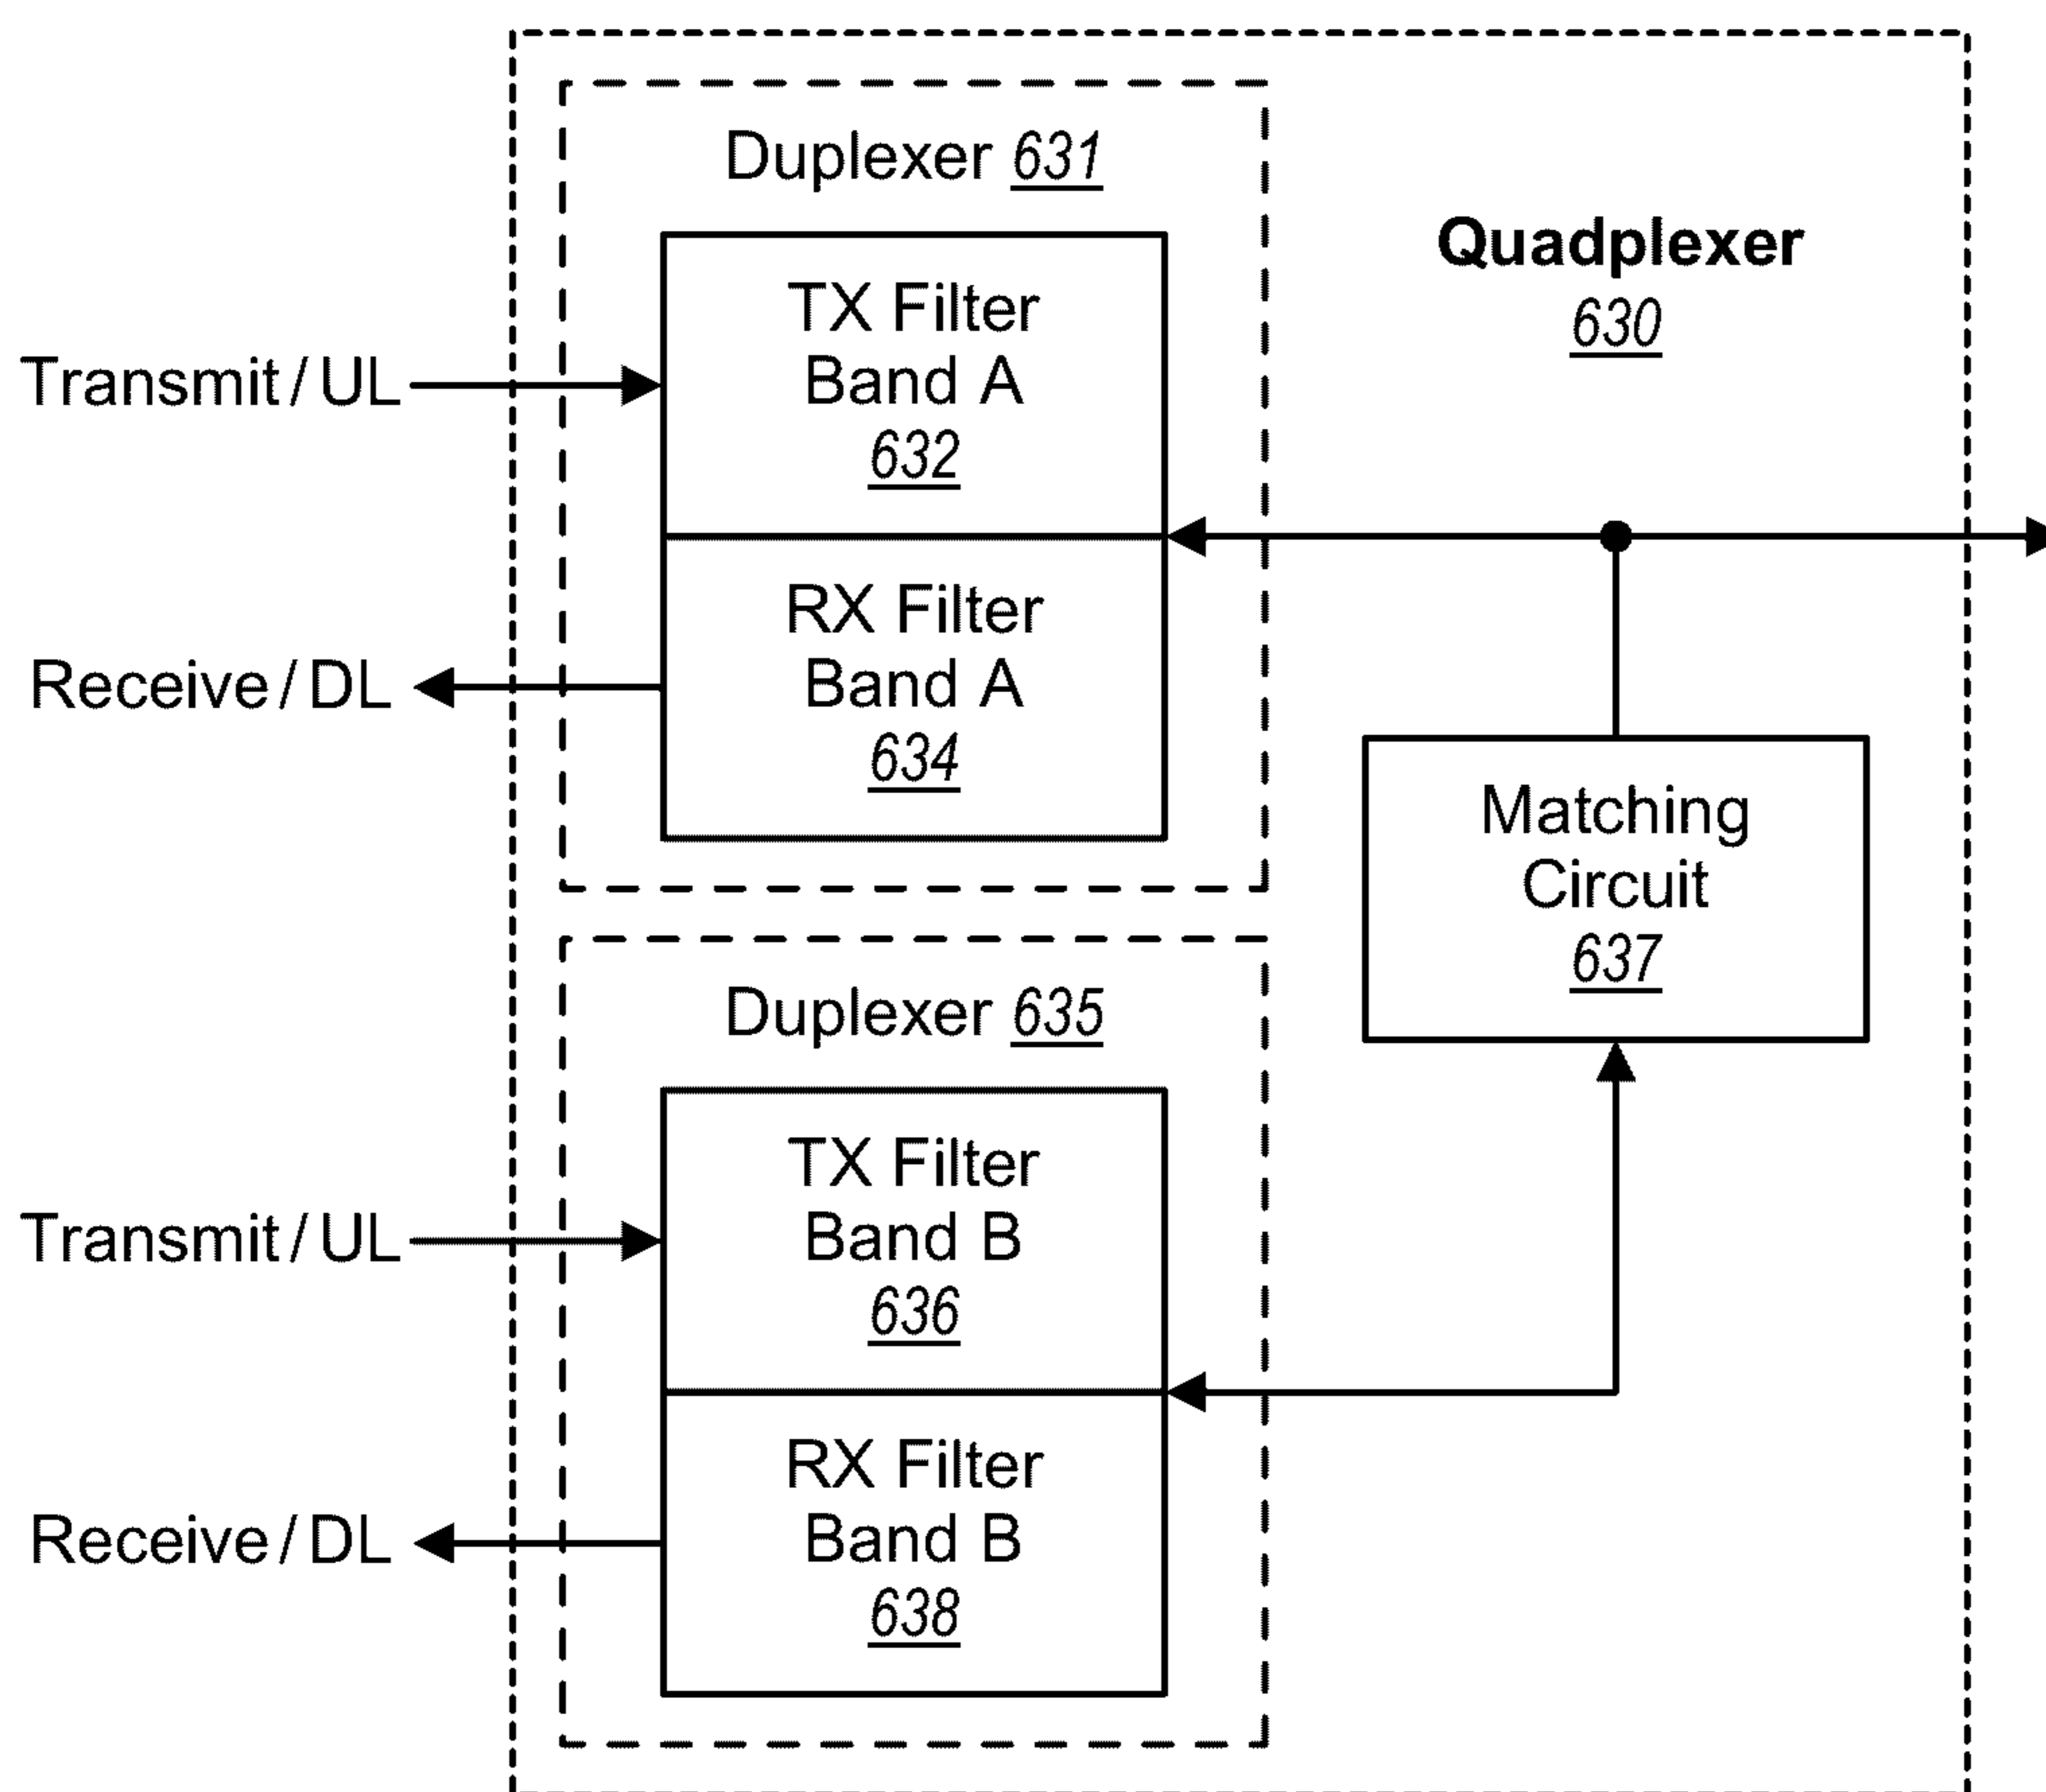 Duplexer 631
TX Filter
Band A
632
RX Filter
Band A
634
Transmit / UL
Receive / DL
Quadplexer
630
Matching
Circuit
637
Duplexer 635
TX Filter
Band B
636
RX Filter
Band B
638
Transmit / UL
Receive / DL